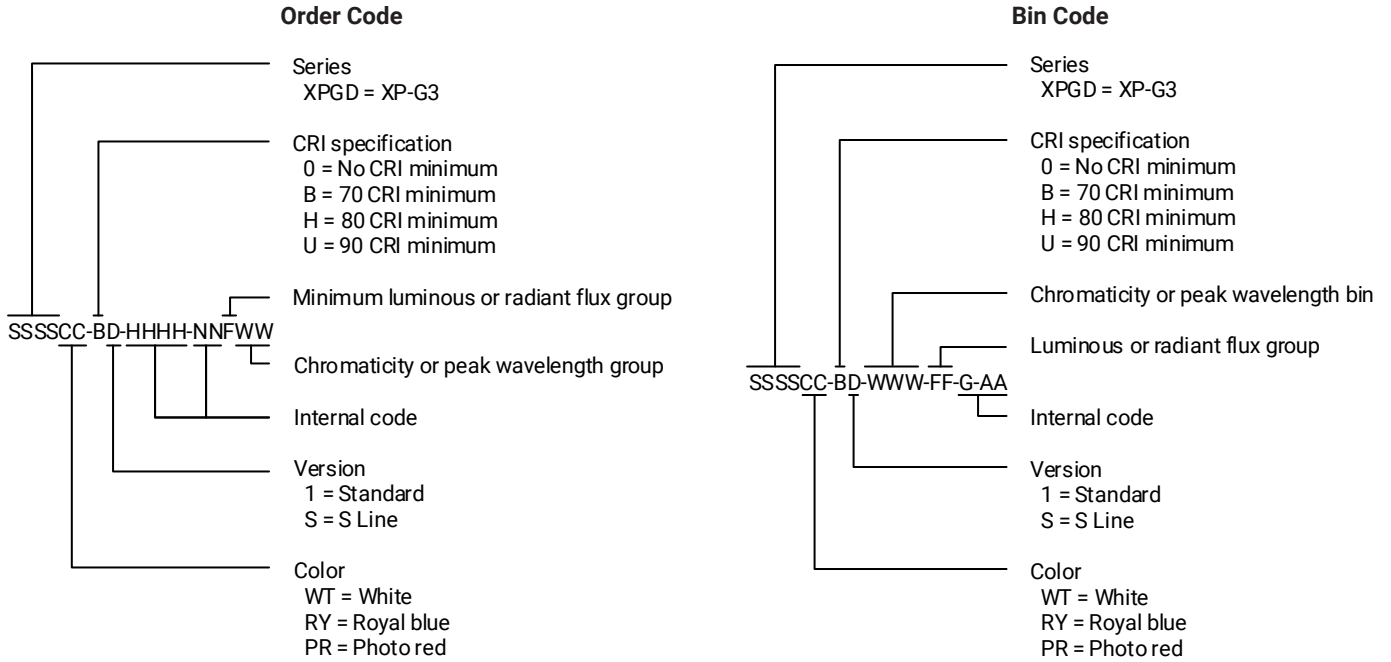 Order Code
Series
XPGD = XP-G3
CRI specification
0 = No CRI minimum
B = 70 CRI minimum
H = 80 CRI minimum
U = 90 CRI minimum
Minimum luminous or radiant flux group
SSSSCC-BD-HHHH-NNFWW
Chromaticity or peak wavelength group
Internal code
Version
1 = Standard
S = S Line
Color
WT = White
RY = Royal blue
PR = Photo red
Bin Code
Series
XPGD = XP-G3
CRI specification
0 = No CRI minimum
B = 70 CRI minimum
H = 80 CRI minimum
U = 90 CRI minimum
Chromaticity or peak wavelength bin
Luminous or radiant flux group
SSSSCC-BD-WWW-FF-G-AA
Internal code
Version
1 = Standard
S = S Line
Color
WT = White
RY = Royal blue
PR = Photo red